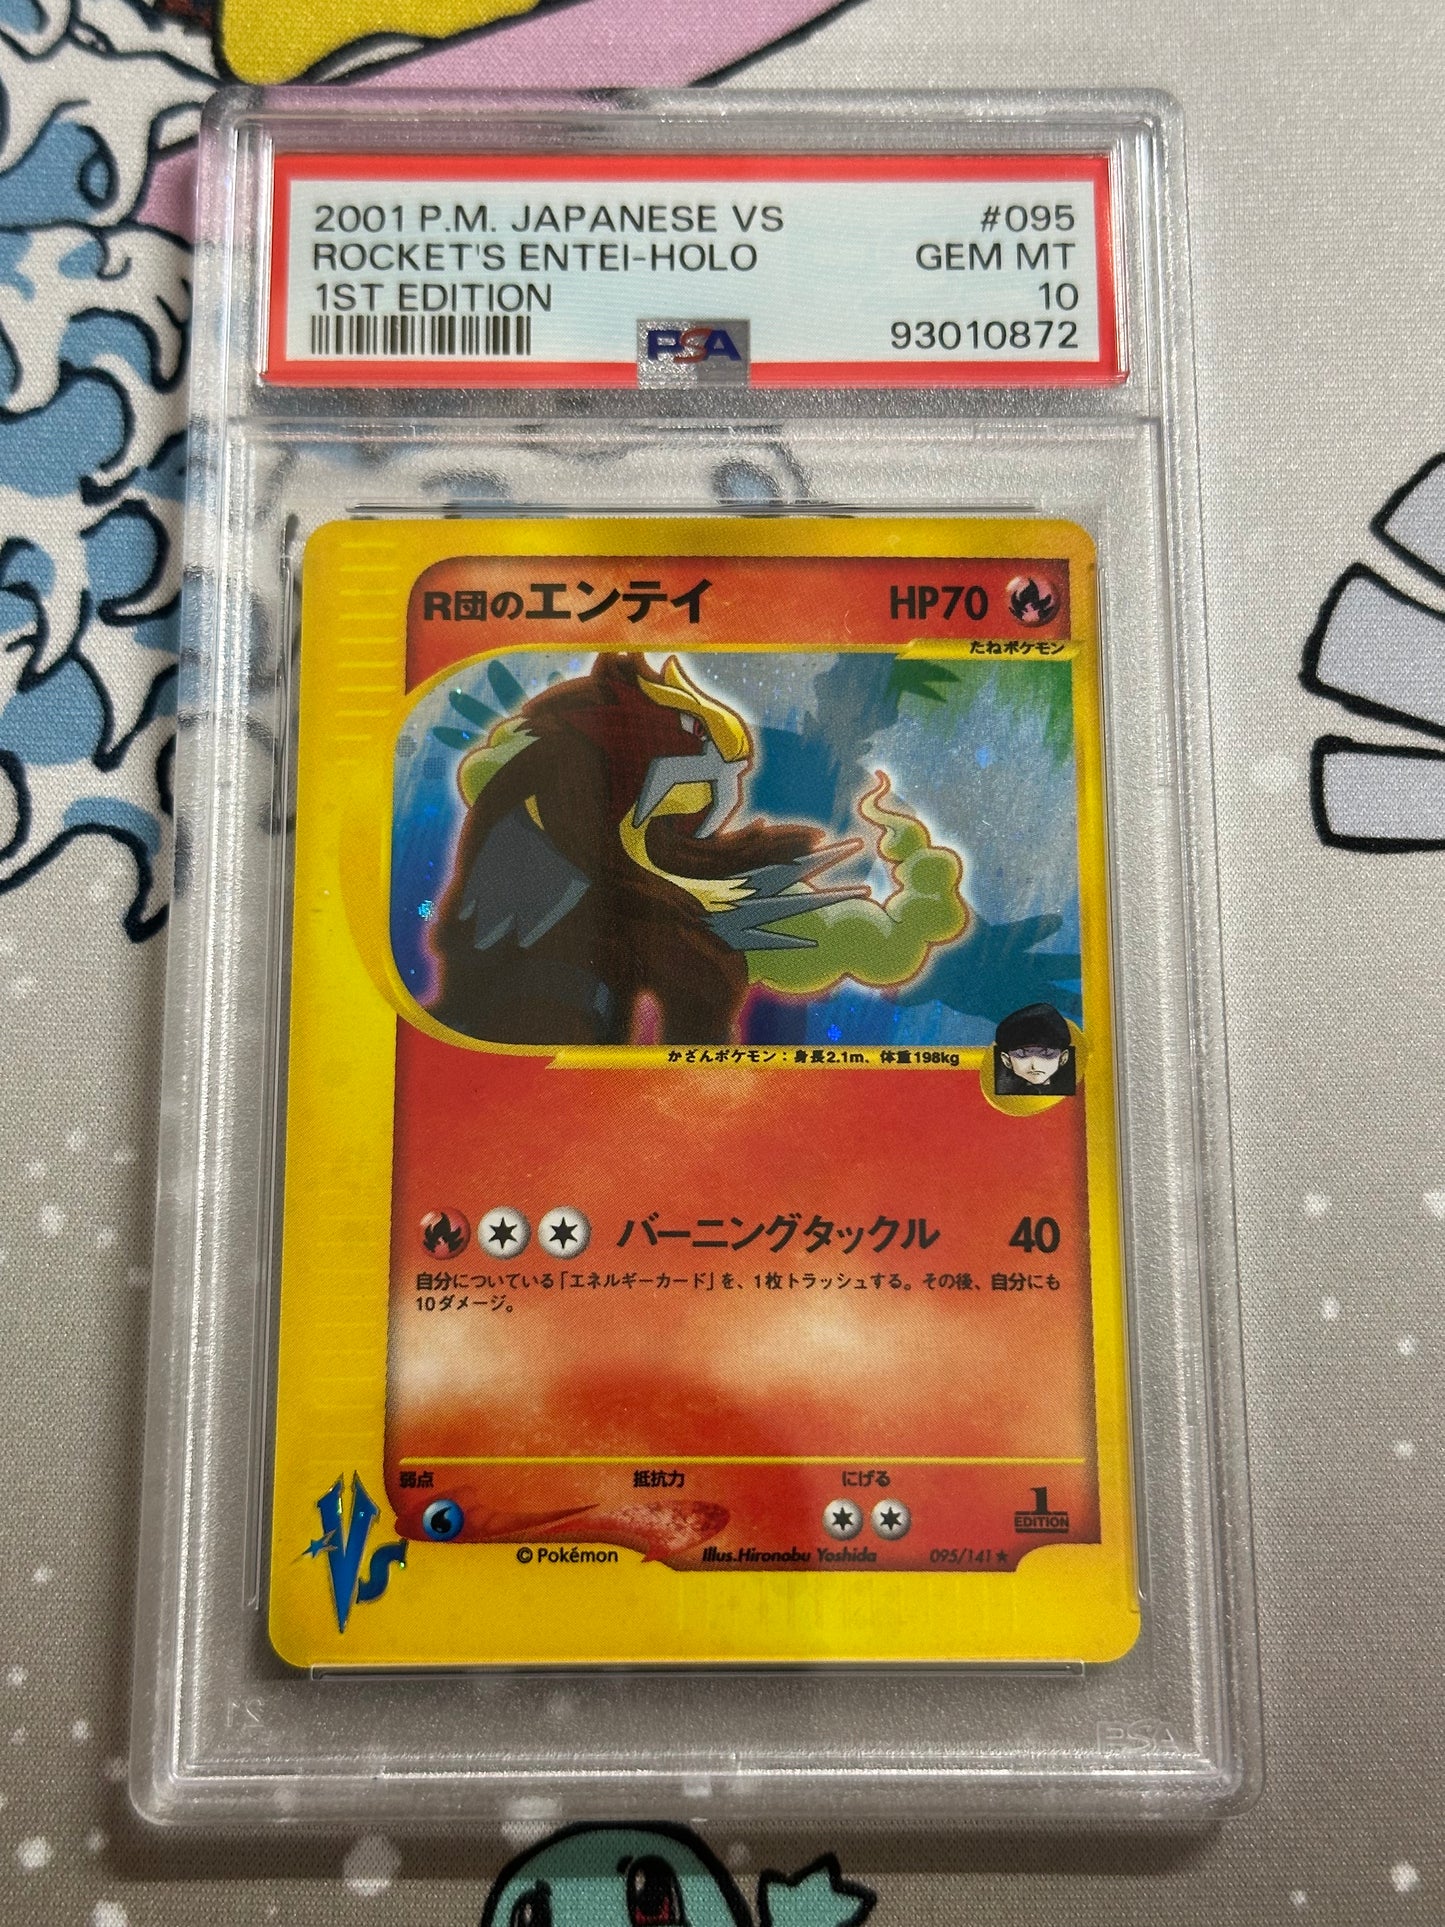 2001 P.M. JAPANESE VS #095
ROCKET'S ENTEI-HOLO GEM MT
1ST EDITION 10
PSA 93010872
R団のエンテイ HP70
たねポケモン
かざんポケモン：身長2.1m、体重198kg
バーニングタックル 40
自分についている「エネルギーカード」を、1枚トラッシュする。その後、自分にも
10ダメージ。
弱点 抵抗力 にげる
1
EDITION
©Pokémon Illus.Hironobu Yoshida 095/141★
VS
PSA